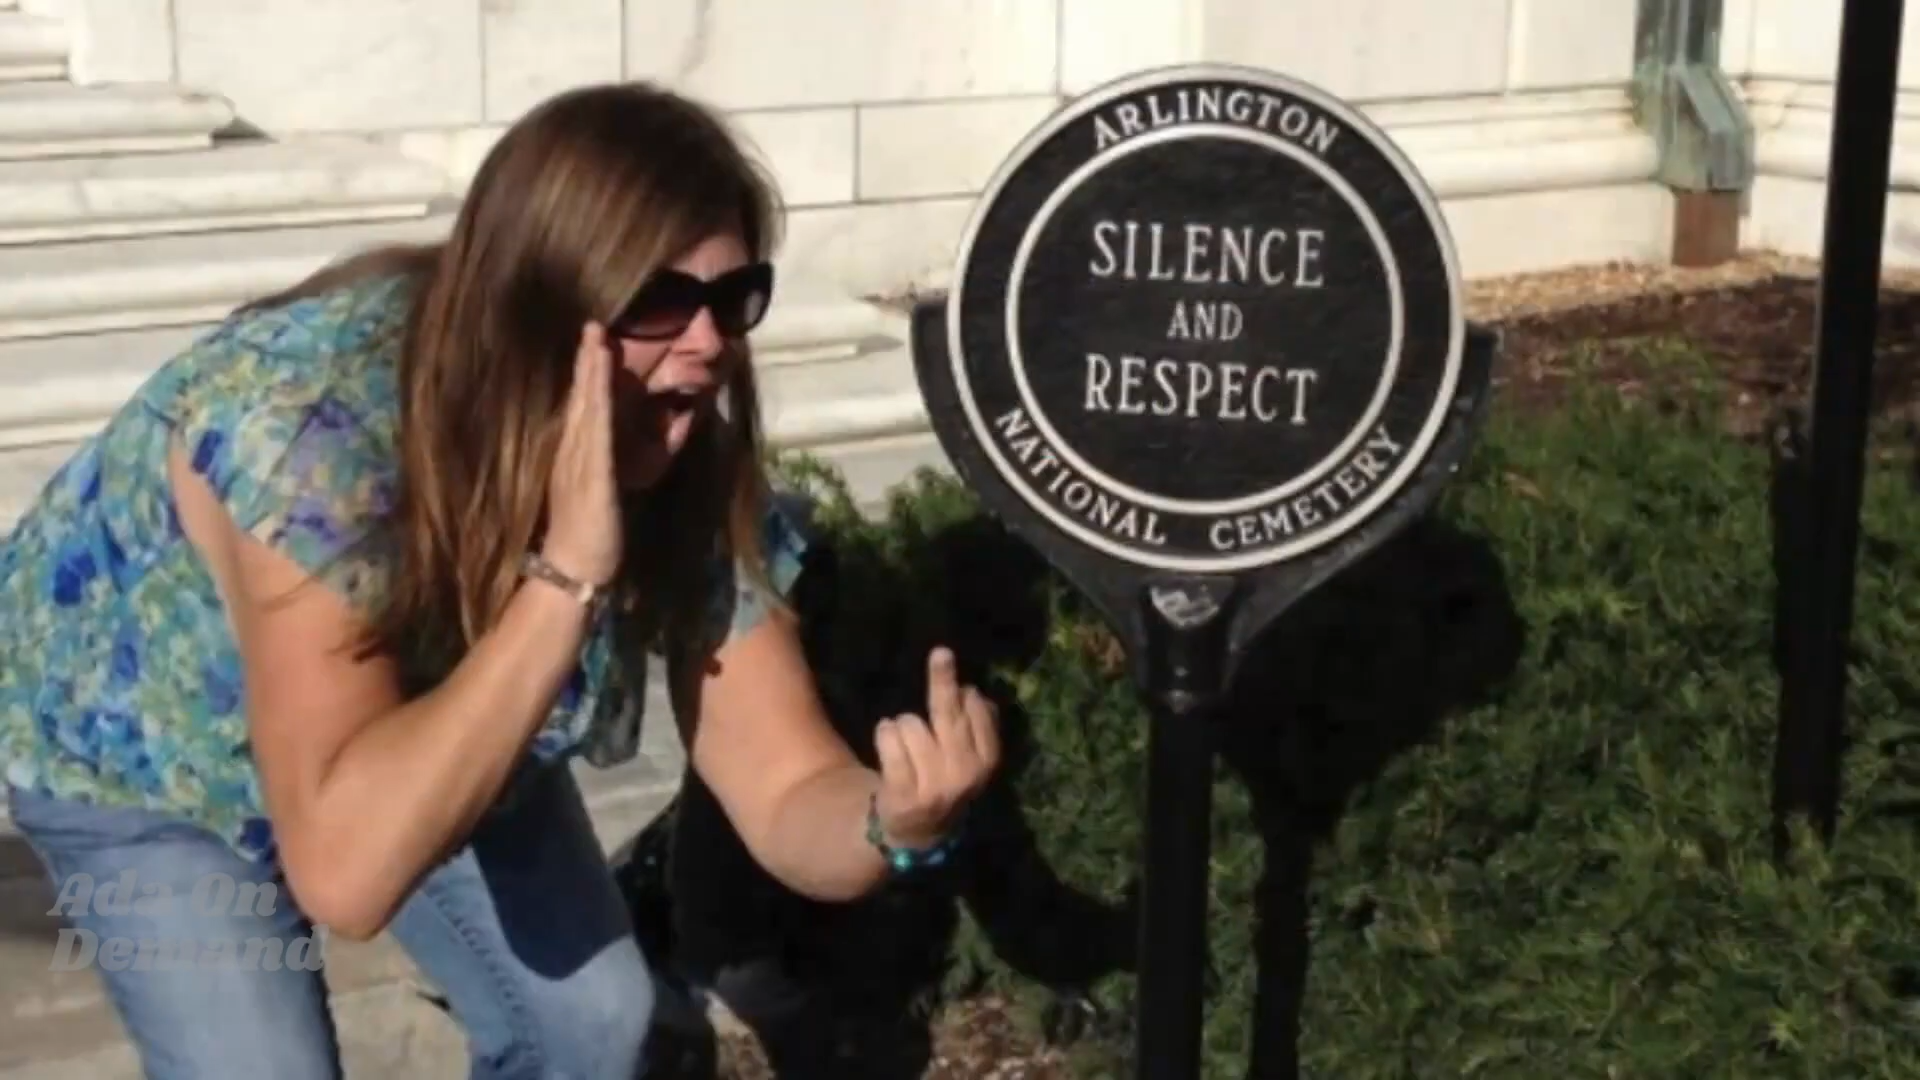 ARLINGTON
SILENCE
AND
RESPECT
NATIONAL CEMETERY
Ada On
Demand